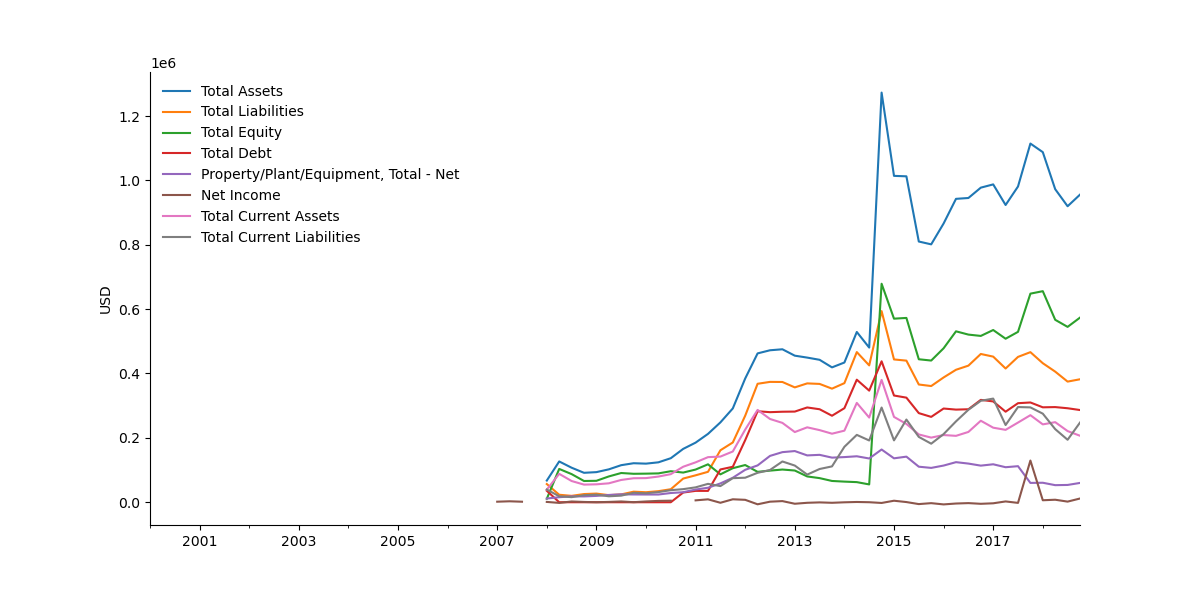 1e6
Total Assets
Total Liabilities
Total Equity
Total Debt
Property/Plant/Equipment, Total - Net
Net Income
Total Current Assets
Total Current Liabilities
USD
1.2
1.0
0.8
0.6
0.4
0.2
0.0
2001 2003 2005 2007 2009 2011 2013 2015 2017